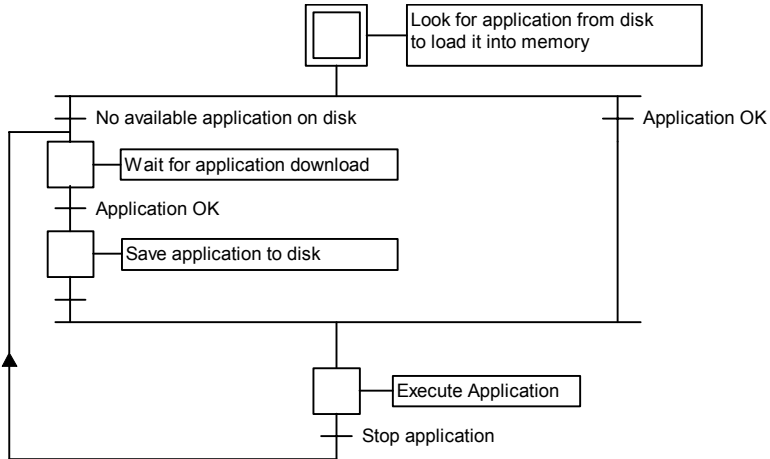 Look for application from disk
to load it into memory
No available application on disk
Application OK
Wait for application download
Application OK
Save application to disk
Execute Application
Stop application